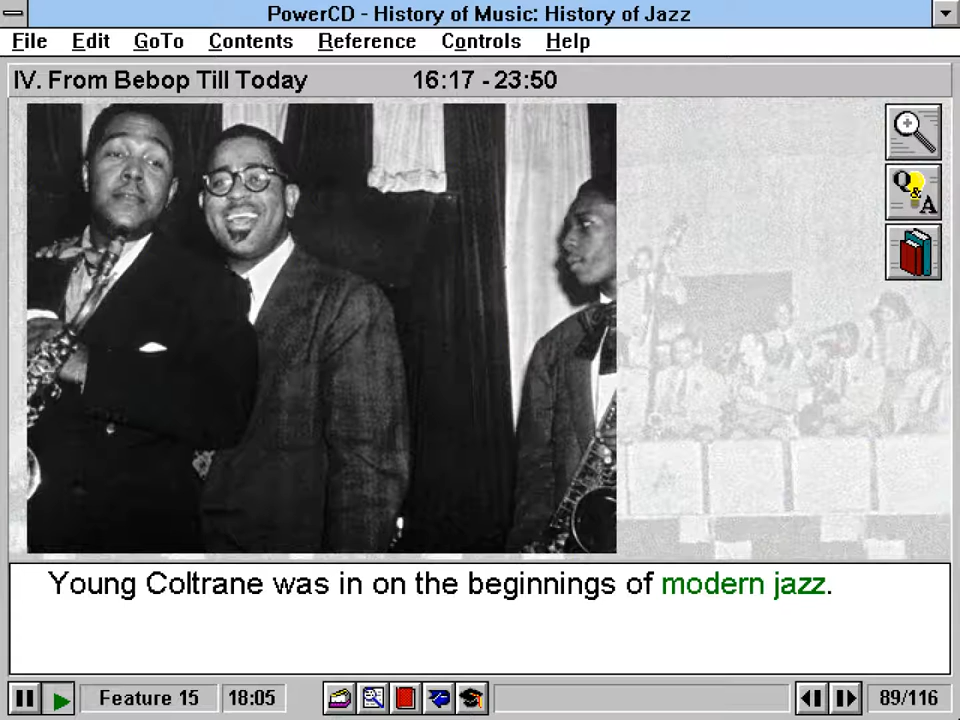 PowerCD - History of Music: History of Jazz
File Edit GoTo Contents Reference Controls Help
IV. From Bebop Till Today 16:17 - 23:50
Q & A
Young Coltrane was in on the beginnings of modern jazz.
Feature 15 18:05 89/116